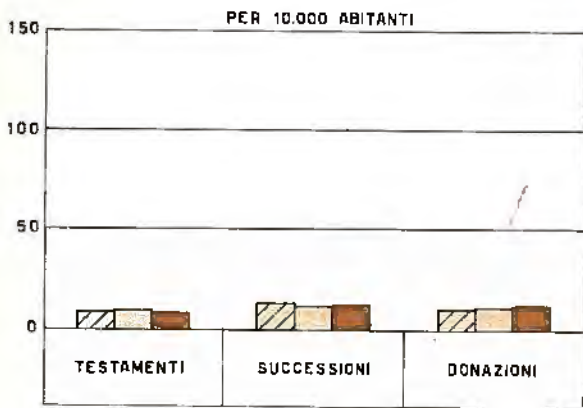 PER 10.000 ABITANTI
150
100
50
0
TESTAMENTI
SUCCESSIONI
DONAZIONI